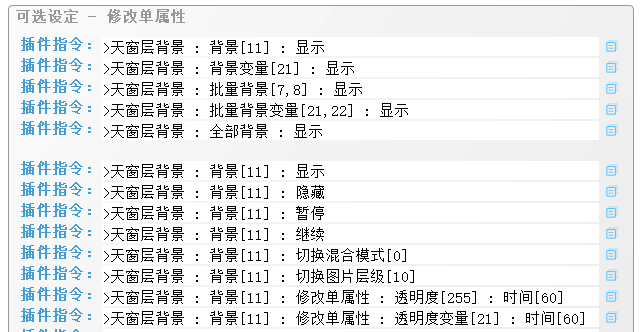 可选设定 - 修改单属性
插件指令： >天窗层背景 : 背景[11] : 显示
插件指令： >天窗层背景 : 背景变量[21] : 显示
插件指令： >天窗层背景 : 批量背景[7,8] : 显示
插件指令： >天窗层背景 : 批量背景变量[21,22] : 显示
插件指令： >天窗层背景 : 全部背景 : 显示
插件指令： >天窗层背景 : 背景[11] : 显示
插件指令： >天窗层背景 : 背景[11] : 隐藏
插件指令： >天窗层背景 : 背景[11] : 暂停
插件指令： >天窗层背景 : 背景[11] : 继续
插件指令： >天窗层背景 : 背景[11] : 切换混合模式[0]
插件指令： >天窗层背景 : 背景[11] : 切换图片层级[10]
插件指令： >天窗层背景 : 背景[11] : 修改单属性 : 透明度[255] : 时间[60]
插件指令： >天窗层背景 : 背景[11] : 修改单属性 : 透明度变量[21] : 时间[60]